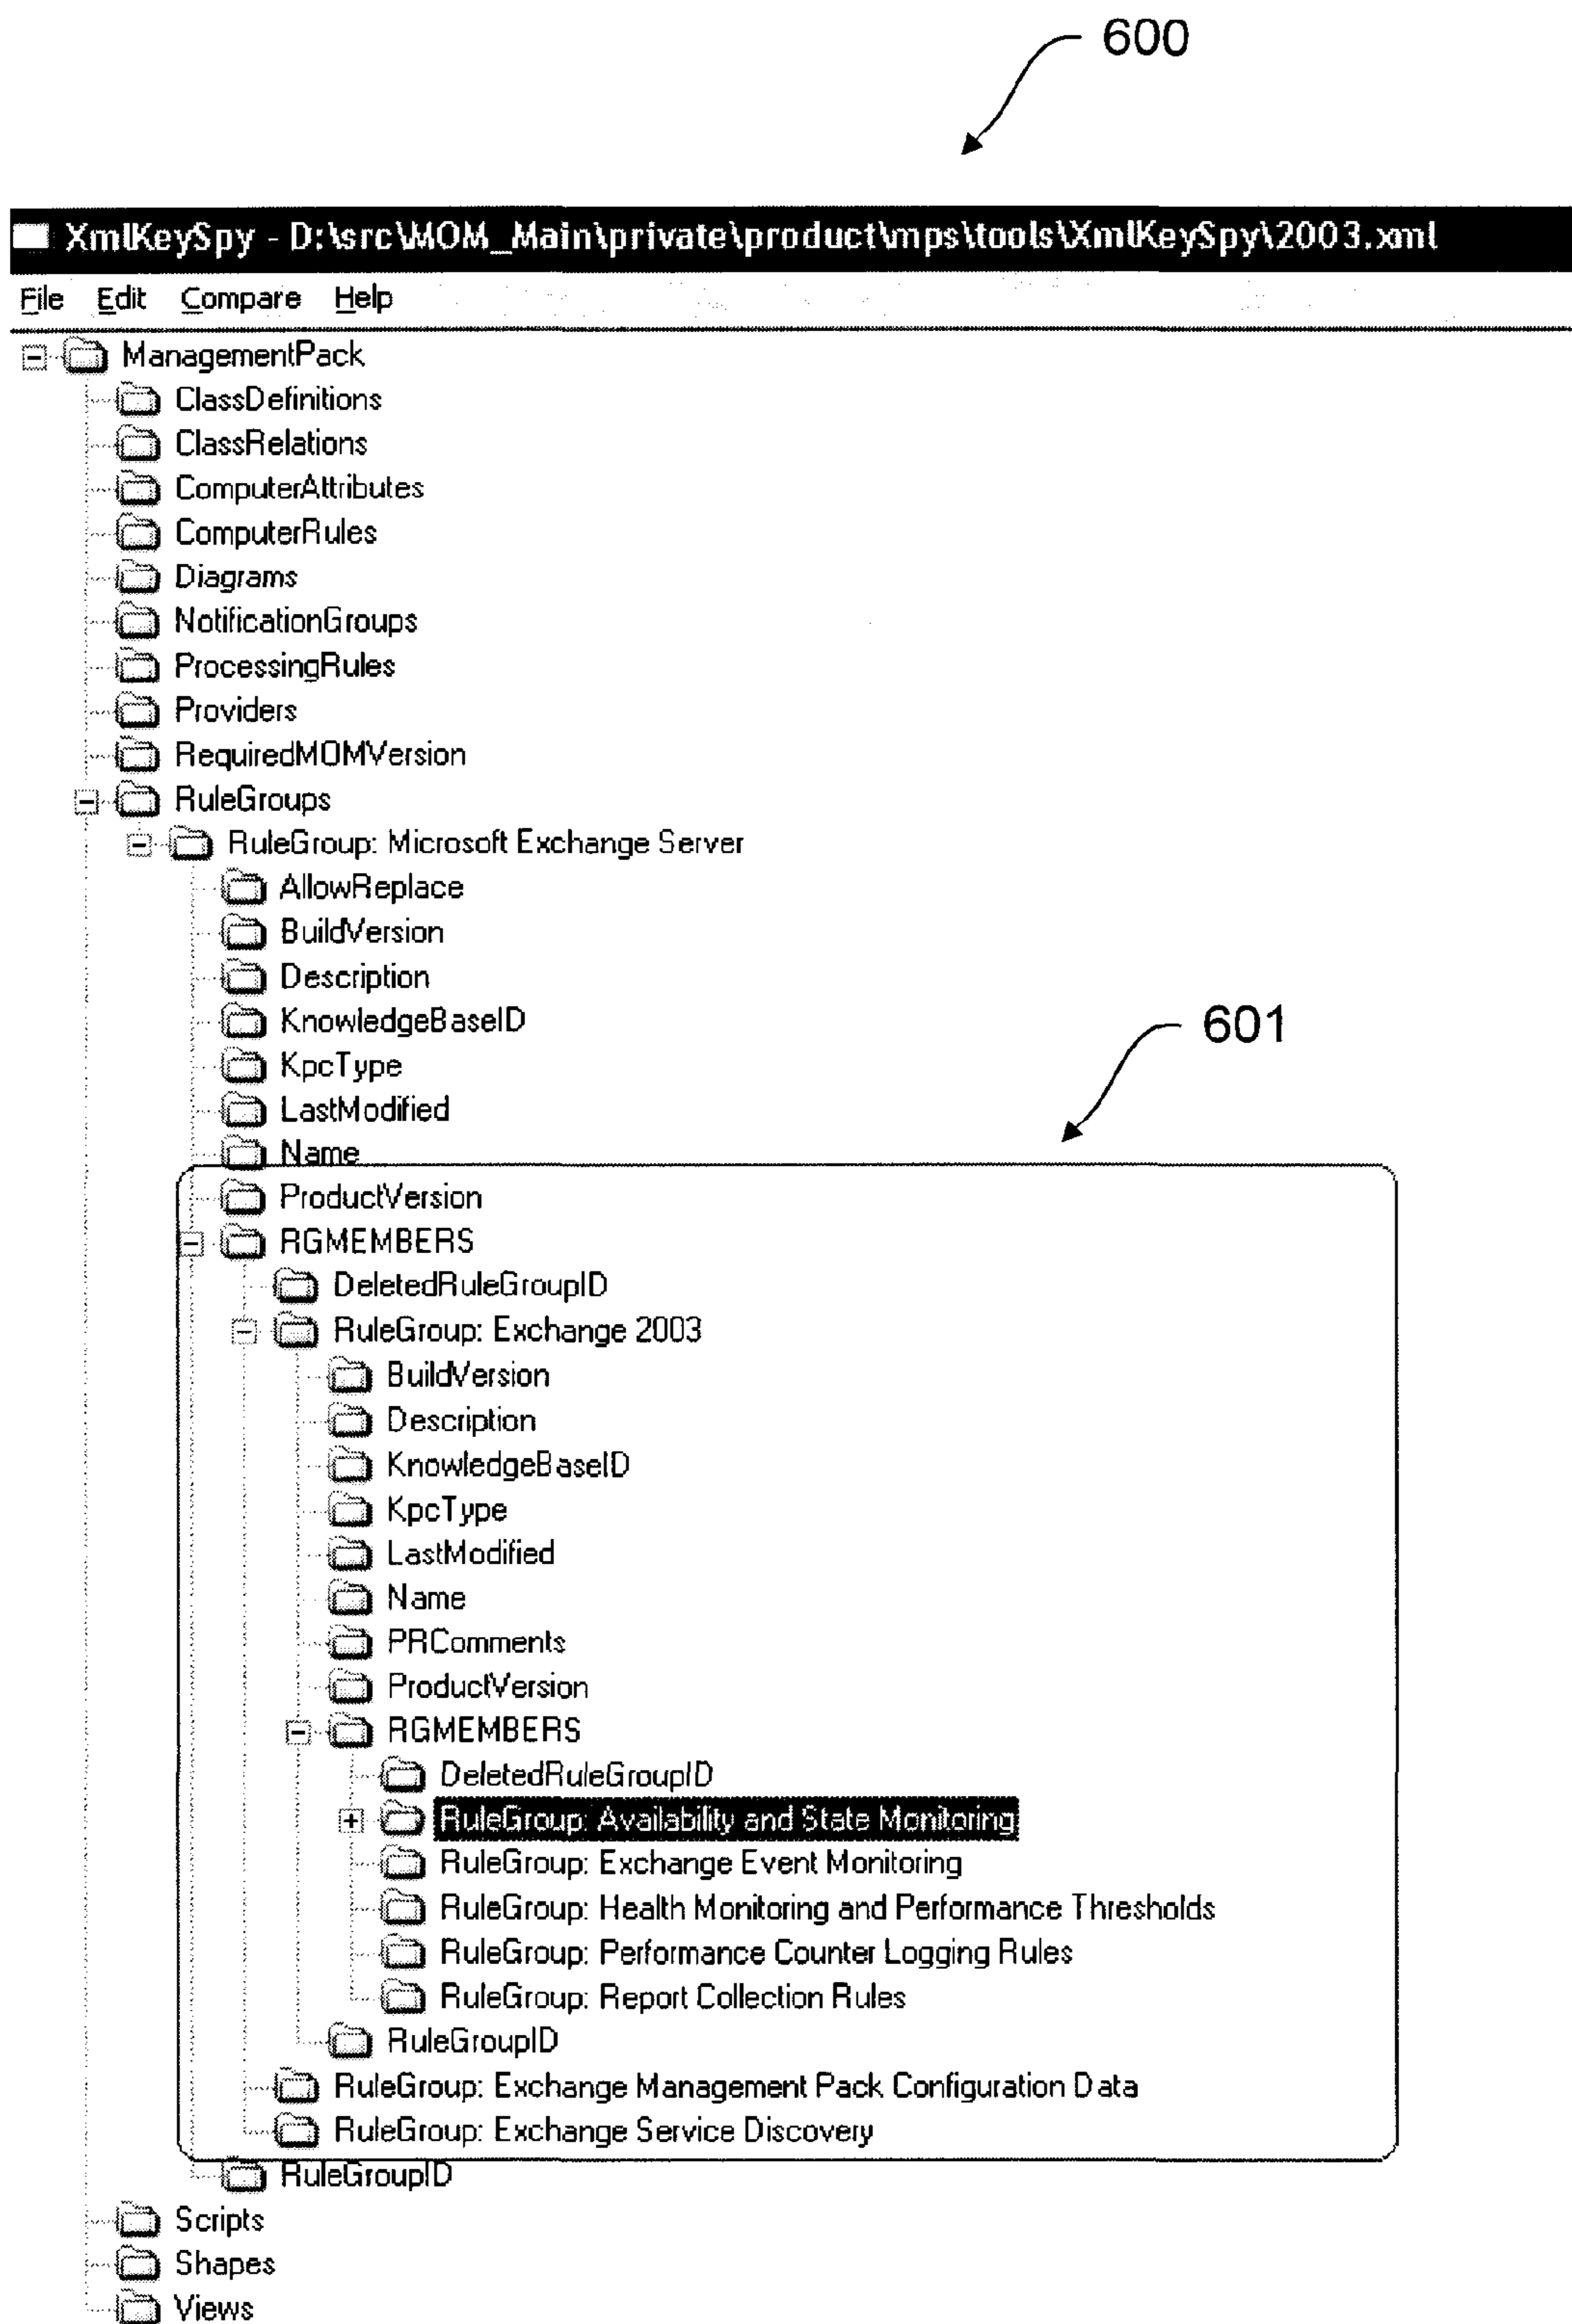 600
XmlKeySpy - D:\src\MOM_Main\private\product\mps\tools\XmlKeySpy\2003.xml
File Edit Compare Help
ManagementPack
ClassDefinitions
ClassRelations
ComputerAttributes
ComputerRules
Diagrams
NotificationGroups
ProcessingRules
Providers
RequiredMOMVersion
RuleGroups
RuleGroup: Microsoft Exchange Server
AllowReplace
BuildVersion
Description
KnowledgeBaseID
601
KpcType
LastModified
Name
ProductVersion
RGMEMBERS
DeletedRuleGroupID
RuleGroup: Exchange 2003
BuildVersion
Description
KnowledgeBaseID
KpcType
LastModified
Name
PRComments
ProductVersion
RGMEMBERS
DeletedRuleGroupID
RuleGroup: Availability and State Monitoring
RuleGroup: Exchange Event Monitoring
RuleGroup: Health Monitoring and Performance Thresholds
RuleGroup: Performance Counter Logging Rules
RuleGroup: Report Collection Rules
RuleGroupID
RuleGroup: Exchange Management Pack Configuration Data
RuleGroup: Exchange Service Discovery
RuleGroupID
Scripts
Shapes
Views